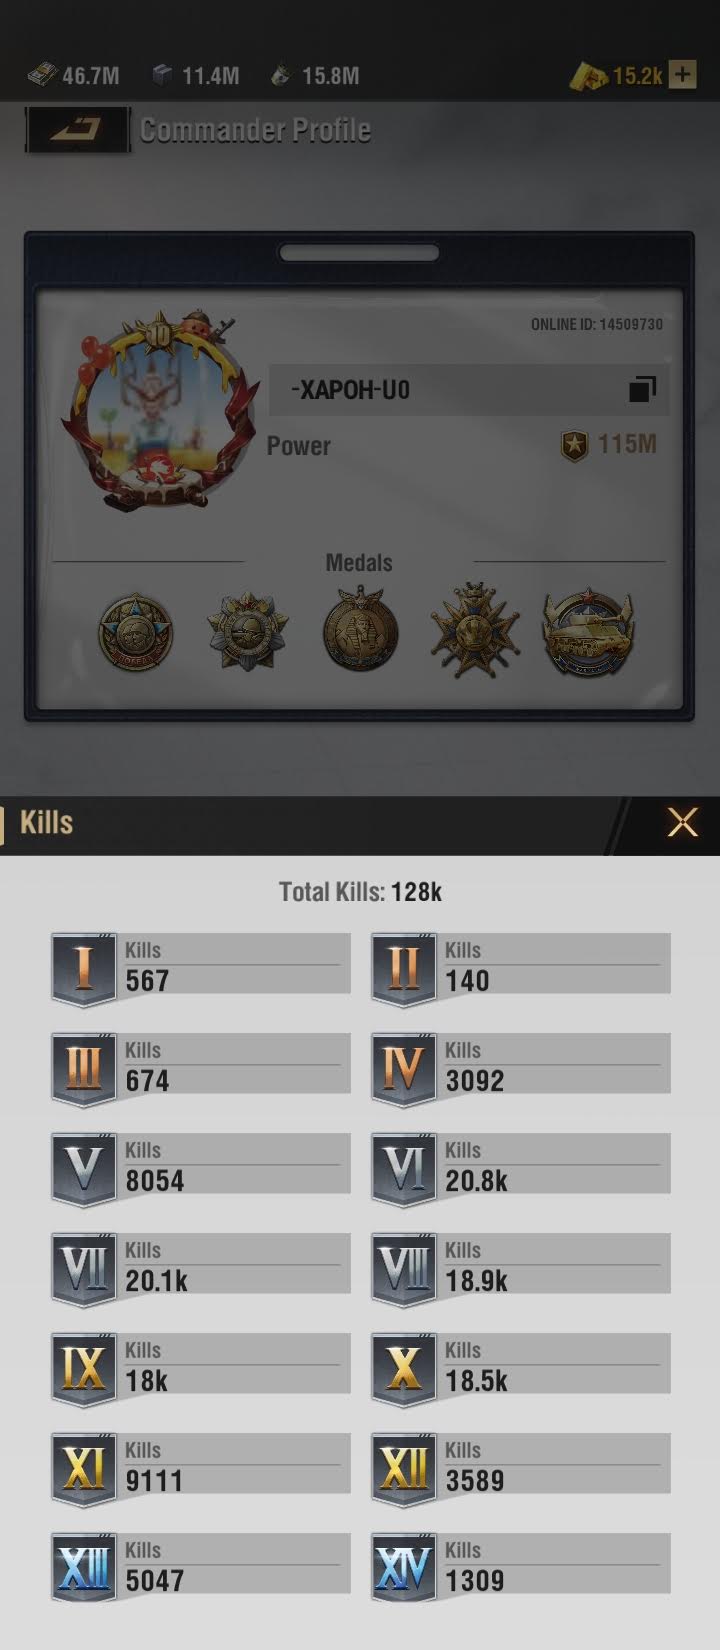 46.7M 11.4M 15.8M 15.2k +
Commander Profile
10
ONLINE ID: 14509730
-XAPOH-U0
Power 115M
Medals
Kills
Total Kills: 128k
I Kills 567
II Kills 140
III Kills 674
IV Kills 3092
V Kills 8054
VI Kills 20.8k
VII Kills 20.1k
VIII Kills 18.9k
IX Kills 18k
X Kills 18.5k
XI Kills 9111
XII Kills 3589
XIII Kills 5047
XIV Kills 1309